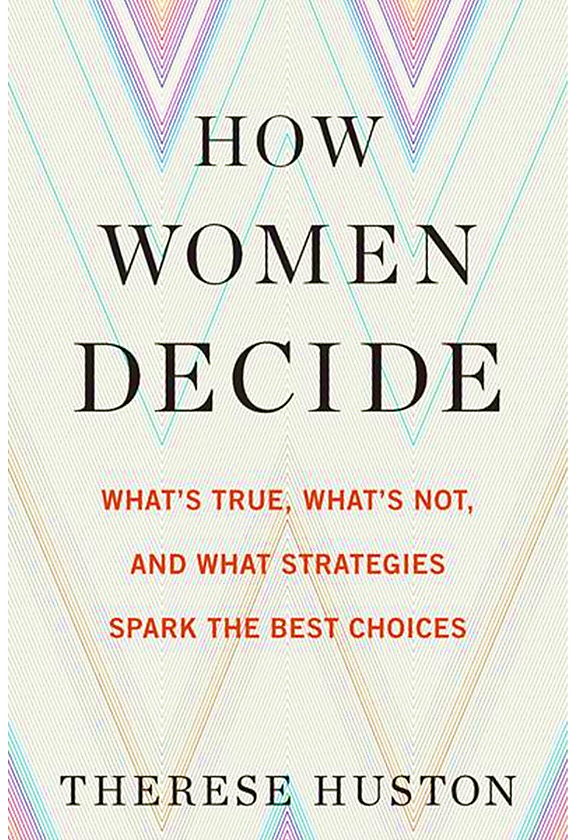 HOW
WOMEN
DECIDE
WHAT'S TRUE, WHAT'S NOT,
AND WHAT STRATEGIES
SPARK THE BEST CHOICES
THERESE HUSTON